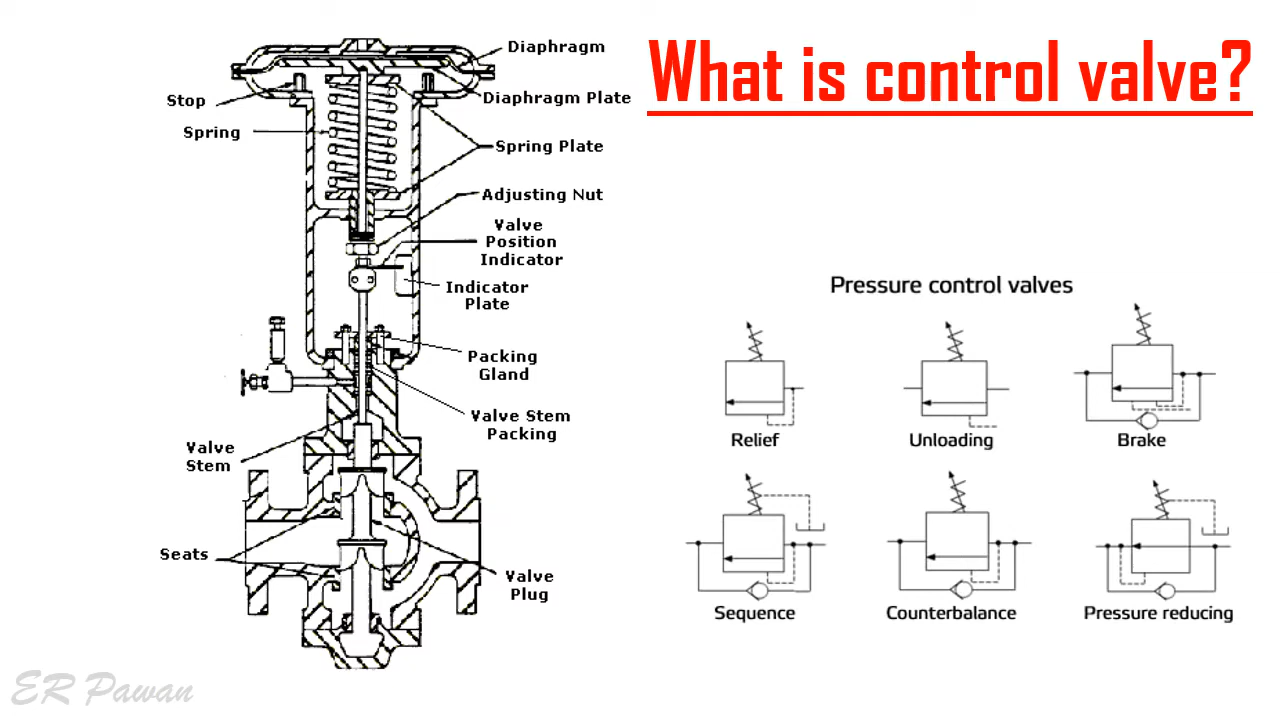 What is control valve?
Diaphragm
Diaphragm Plate
Stop
Spring
Spring Plate
Adjusting Nut
Valve
Position
Indicator
Indicator
Plate
Packing
Gland
Valve Stem
Packing
Valve
Stem
Seats
Valve
Plug
Pressure control valves
Relief
Unloading
Brake
Sequence
Counterbalance
Pressure reducing
ER Pawan